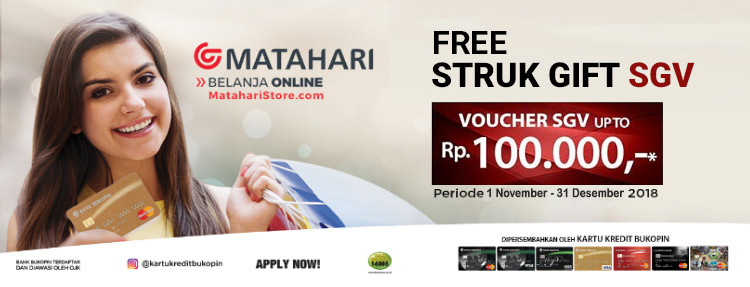 MATAHARI
BELANJA ONLINE
MatahariStore.com
FREE
STRUK GIFT SGV
VOUCHER SGV UP TO
Rp.100.000,-*
Periode 1 November - 31 Desember 2018
BANK BUKOPIN
DIPERSEMBAHKAN OLEH KARTU KREDIT BUKOPIN
BANK BUKOPIN TERDAFTAR
DAN DIAWASI OLEH OJK
@kartukreditbukopin
APPLY NOW!
14005